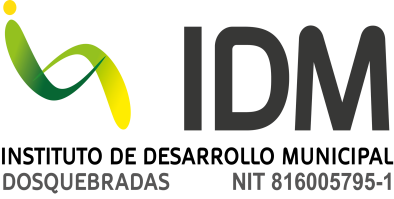 IDM
INSTITUTO DE DESARROLLO MUNICIPAL
DOSQUEBRADAS NIT 816005795-1